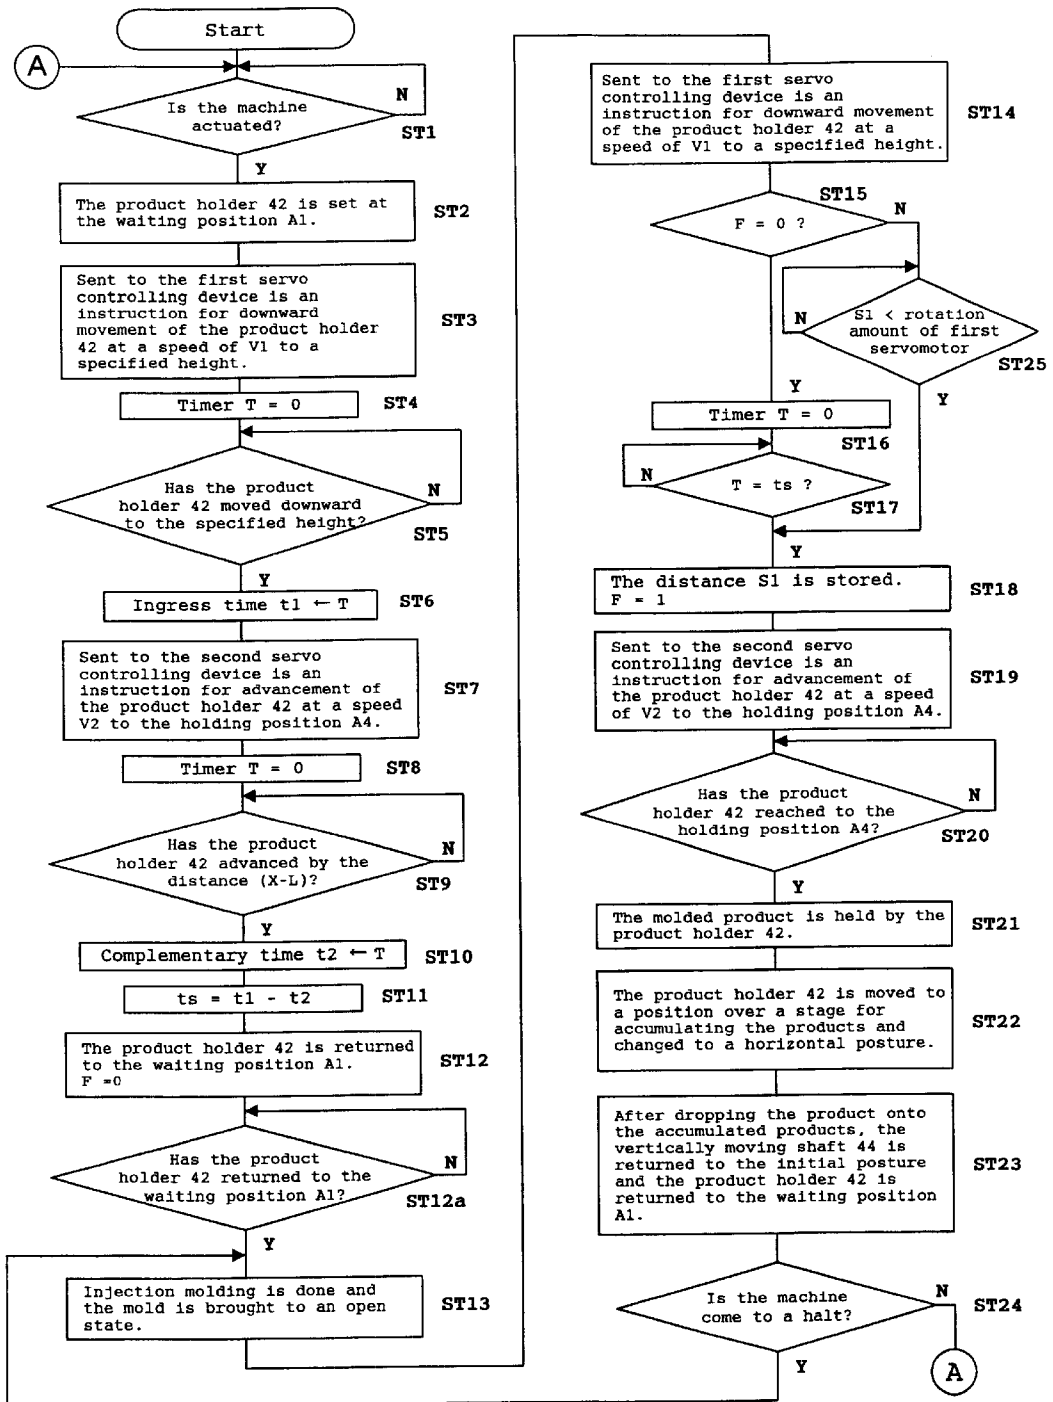 Start
A
N
Is the machine
actuated?
ST1
Y
The product holder 42 is set at
the waiting position A1.
ST2
Sent to the first servo
controlling device is an
instruction for downward
movement of the product holder
42 at a speed of V1 to a
specified height.
ST3
Timer T = 0
ST4
Has the product
holder 42 moved downward
to the specified height?
N
ST5
Y
Ingress time t1 ← T
ST6
Sent to the second servo
controlling device is an
instruction for advancement of
the product holder 42 at a speed
V2 to the holding position A4.
ST7
Timer T = 0
ST8
Has the product
holder 42 advanced by the
distance (X-L)?
N
ST9
Y
Complementary time t2 ← T
ST10
ts = t1 - t2
ST11
The product holder 42 is returned
to the waiting position A1.
F =0
ST12
Has the product
holder 42 returned to the
waiting position A1?
N
ST12a
Y
Injection molding is done and
the mold is brought to an open
state.
ST13
Sent to the first servo
controlling device is an
instruction for downward movement
of the product holder 42 at a
speed of V1 to a specified height.
ST14
ST15
F = 0 ?
N
S1 < rotation
amount of first
servomotor
N
ST25
Y
Y
Timer T = 0
ST16
N
T = ts ?
ST17
Y
The distance S1 is stored.
F = 1
ST18
Sent to the second servo
controlling device is an
instruction for advancement of
the product holder 42 at a speed
of V2 to the holding position A4.
ST19
Has the product
holder 42 reached to the
holding position A4?
N
ST20
Y
The molded product is held by the
product holder 42.
ST21
The product holder 42 is moved to
a position over a stage for
accumulating the products and
changed to a horizontal posture.
ST22
After dropping the product onto
the accumulated products, the
vertically moving shaft 44 is
returned to the initial posture
and the product holder 42 is
returned to the waiting position
A1.
ST23
Is the machine
come to a halt?
N
ST24
Y
A